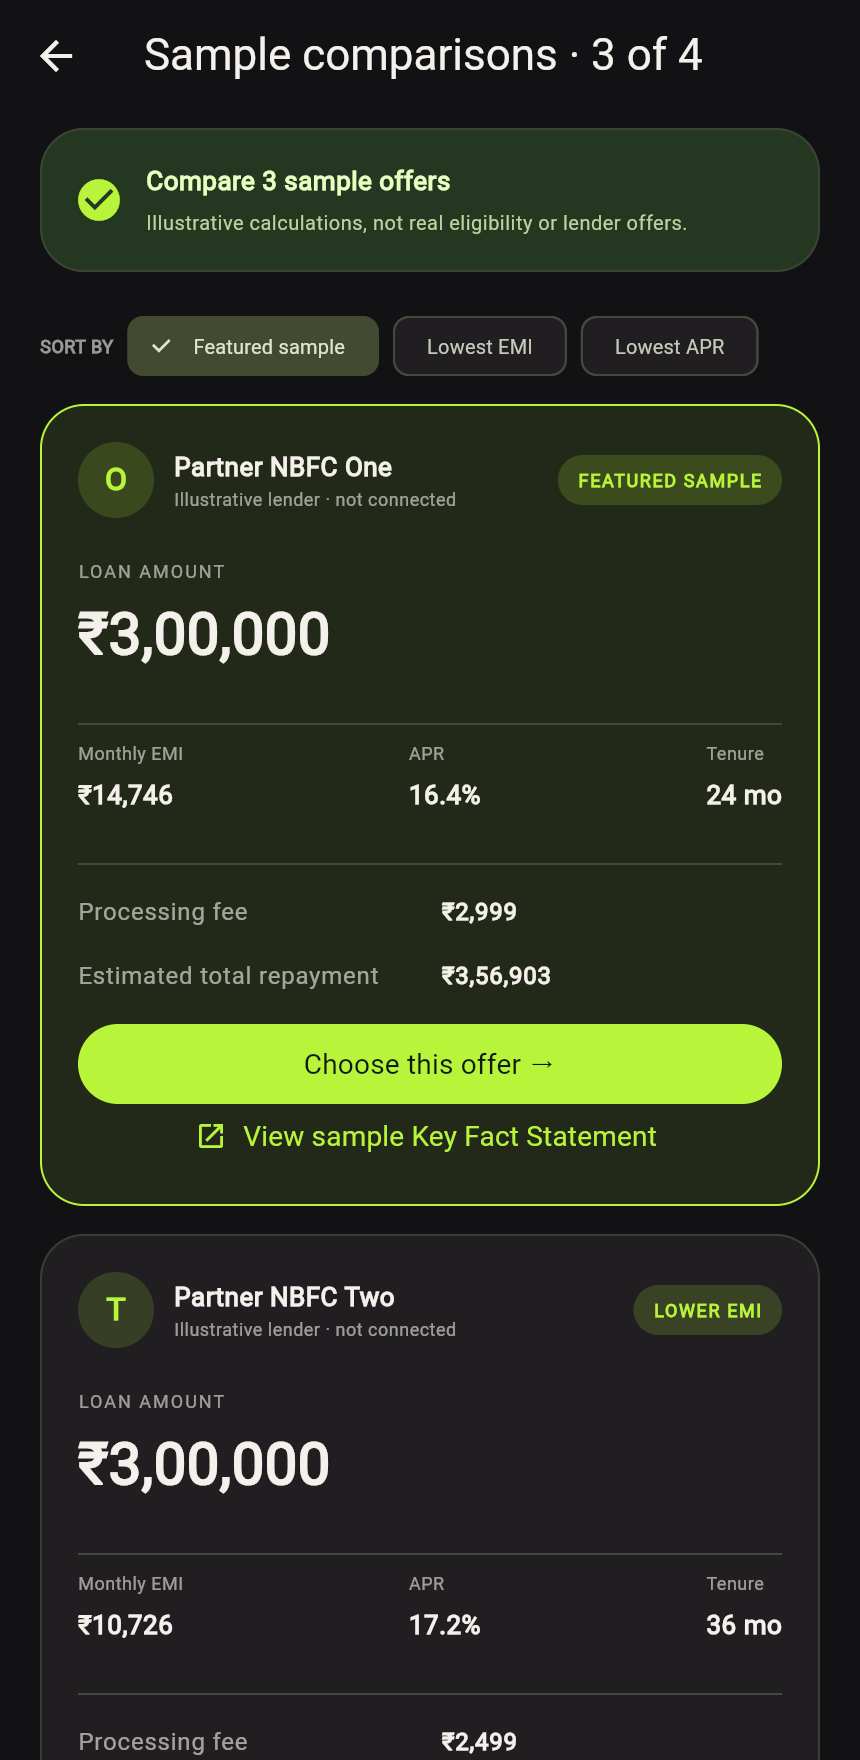 Sample comparisons · 3 of 4
Compare 3 sample offers
Illustrative calculations, not real eligibility or lender offers.
SORT BY
Featured sample
Lowest EMI
Lowest APR
O
Partner NBFC One
Illustrative lender · not connected
FEATURED SAMPLE
LOAN AMOUNT
₹3,00,000
Monthly EMI
APR
Tenure
₹14,746
16.4%
24 mo
Processing fee
₹2,999
Estimated total repayment
₹3,56,903
Choose this offer →
View sample Key Fact Statement
T
Partner NBFC Two
Illustrative lender · not connected
LOWER EMI
LOAN AMOUNT
₹3,00,000
Monthly EMI
APR
Tenure
₹10,726
17.2%
36 mo
Processing fee
₹2,499